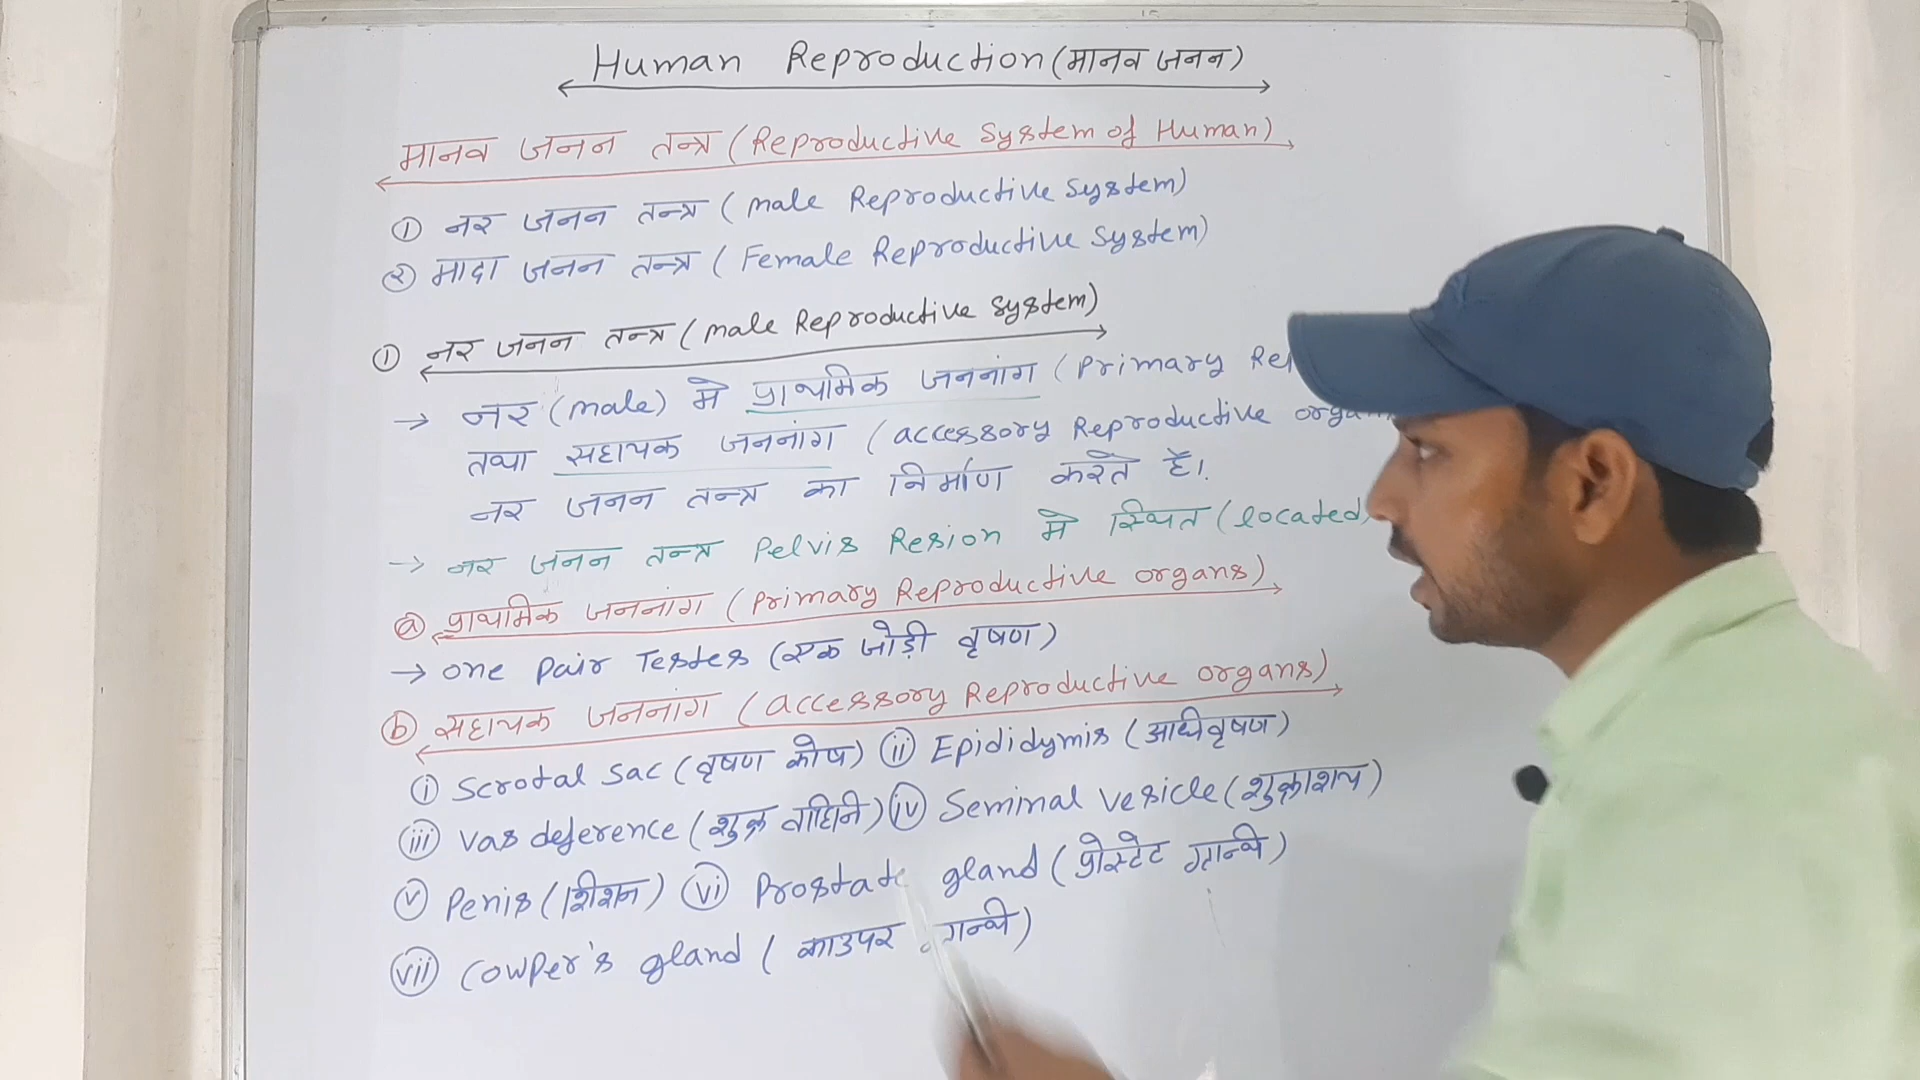 Human Reproduction (मानव जनन)
मानव जनन तन्त्र (Reproductive System of Human)
① नर जनन तन्त्र (male Reproductive System)
② मादा जनन तन्त्र (Female Reproductive System)
① नर जनन तन्त्र (male Reproductive System)
→ नर (male) मे प्राथमिक जननांग (Primary
तथा सहायक जननांग (accessory Reproductive
नर जनन तन्त्र का निर्माण करते है।
→ नर जनन तन्त्र Pelvis Resion मे स्थित (located)
ⓐ प्राथमिक जननांग (Primary Reproductive organs)
→ one pair Testes (एक जोड़ी वृषण)
ⓑ सहायक जननांग (accessory Reproductive organs)
ⓘ Scrotal Sac (वृषण कोष) ⓘⓘ Epididymis (अधिवृषण)
(iii) vas deference (शुक्र वाहिनि) (iv) Seminal vesicle (शुक्राशय)
(v) Penis (शिशन) (vi) Prostate gland (प्रोस्टेट ग्रन्थि)
(vii) Cowper's gland (काउपर